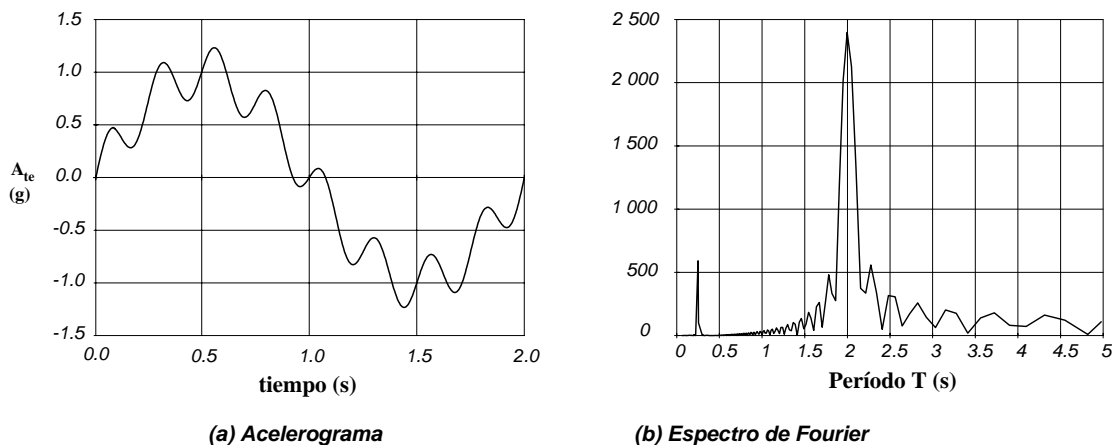 1.5
1.0
0.5
0.0
-0.5
-1.0
-1.5
A_te
(g)
0.0 0.5 1.0 1.5 2.0
tiempo (s)
(a) Acelerograma
2 500
2 000
1 500
1 000
500
0
0 0.5 1 1.5 2 2.5 3 3.5 4 4.5 5
Período T (s)
(b) Espectro de Fourier